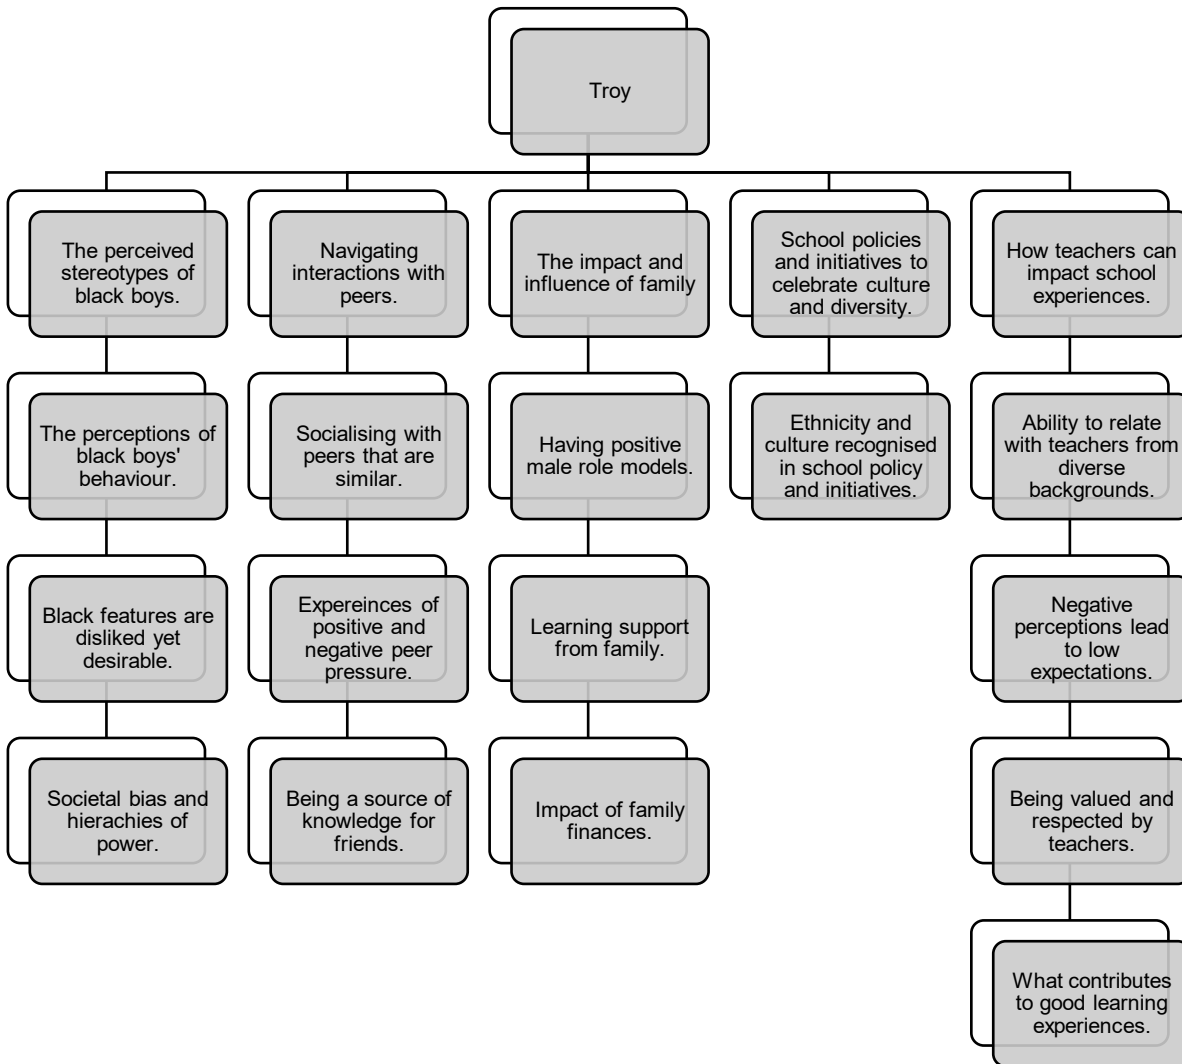 Troy
The perceived
stereotypes of
black boys.
Navigating
interactions with
peers.
The impact and
influence of family
School policies
and initiatives to
celebrate culture
and diversity.
How teachers can
impact school
experiences.
The perceptions of
black boys'
behaviour.
Socialising with
peers that are
similar.
Having positive
male role models.
Ethnicity and
culture recognised
in school policy
and initiatives.
Ability to relate
with teachers from
diverse
backgrounds.
Black features are
disliked yet
desirable.
Expereinces of
positive and
negative peer
pressure.
Learning support
from family.
Negative
perceptions lead
to low
expectations.
Societal bias and
hierachies of
power.
Being a source of
knowledge for
friends.
Impact of family
finances.
Being valued and
respected by
teachers.
What contributes
to good learning
experiences.